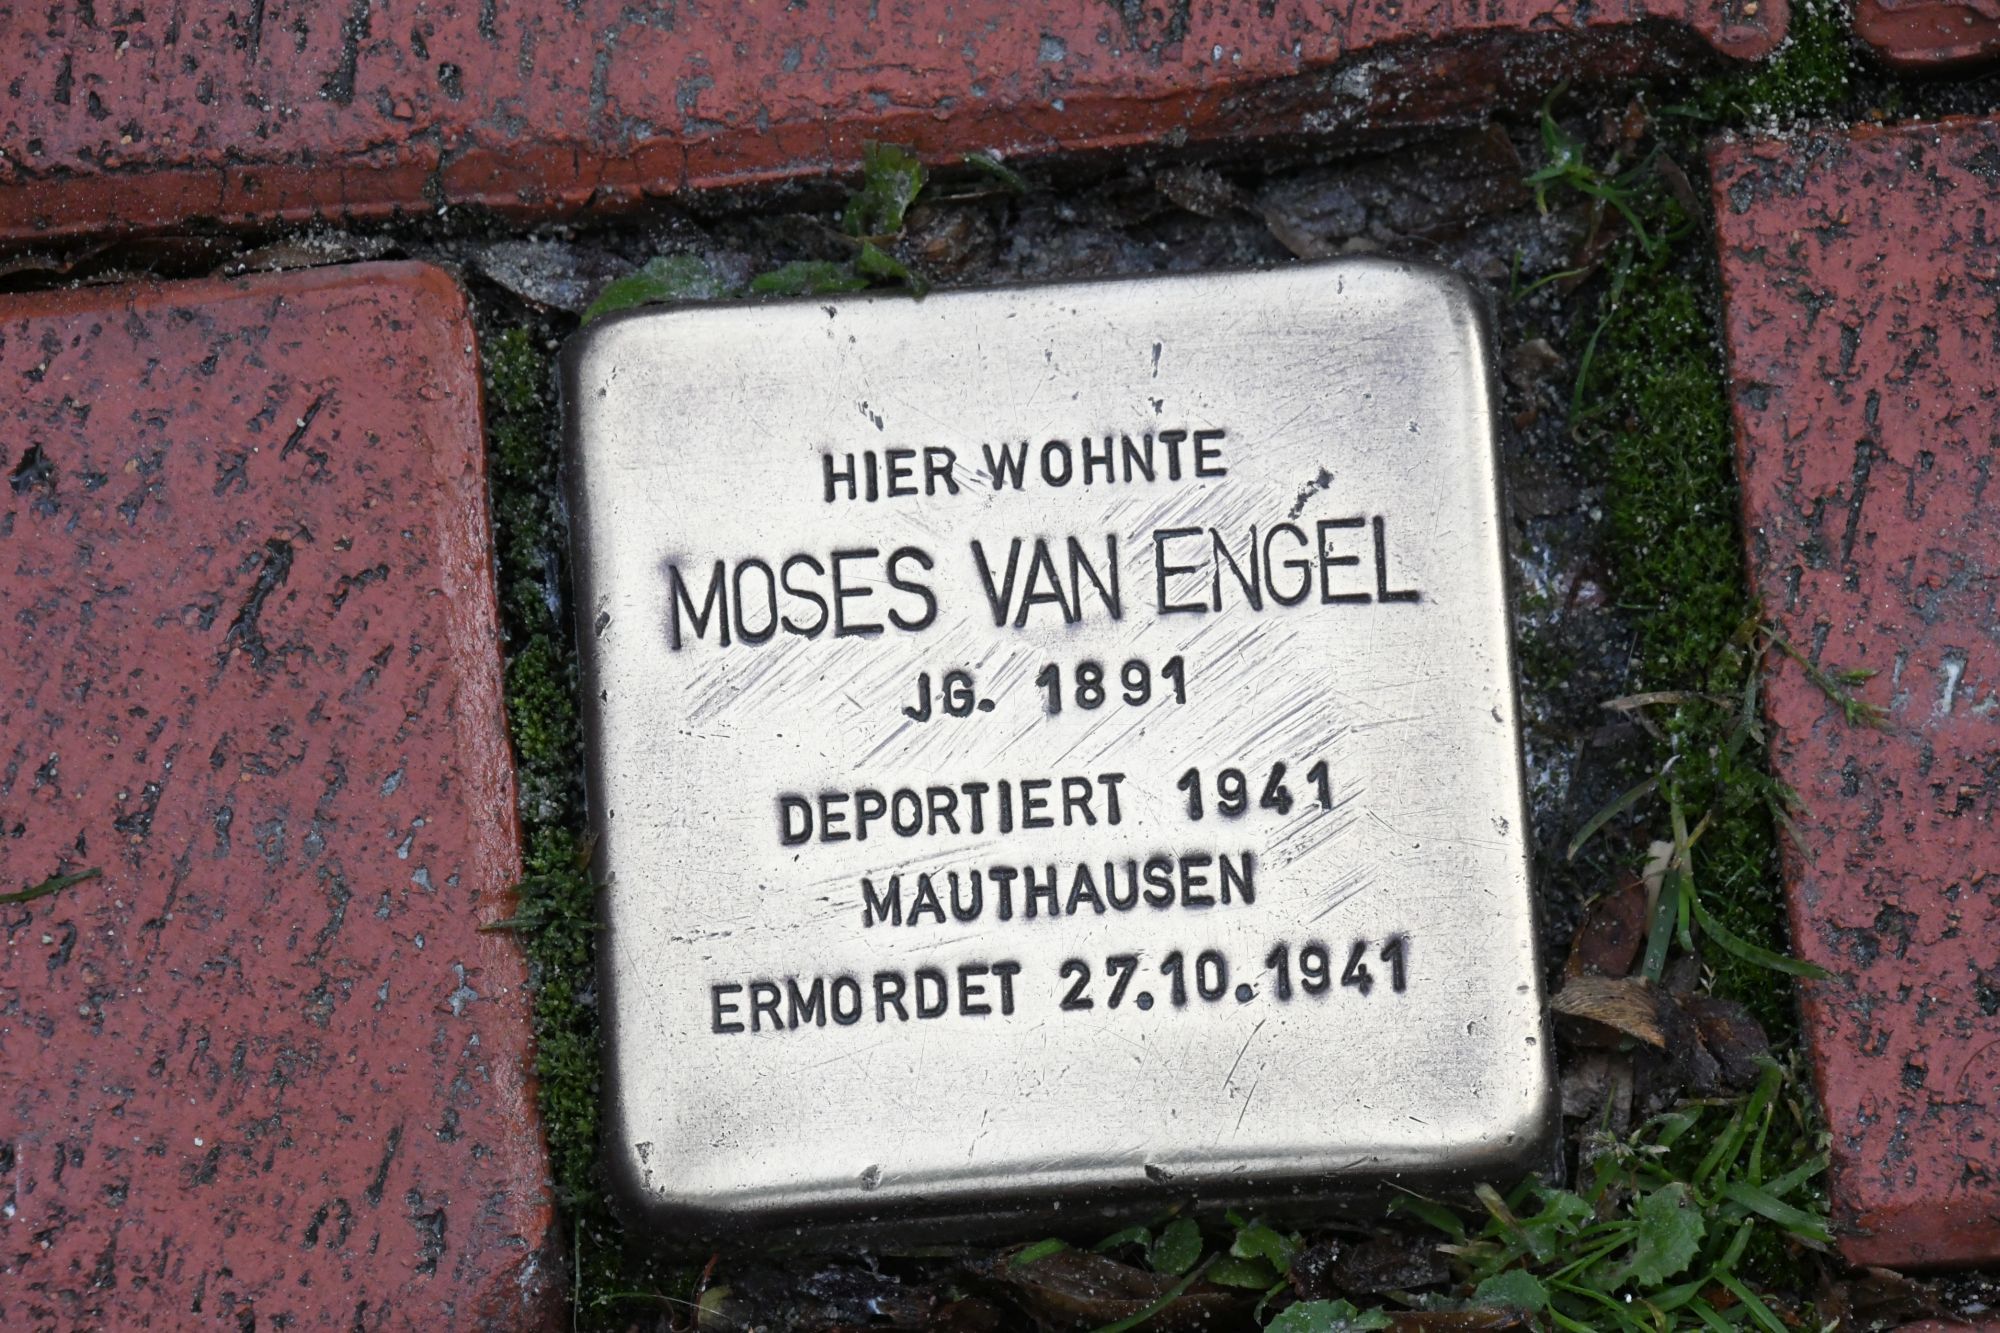 HIER WOHNTE
MOSES VAN ENGEL
JG. 1891
DEPORTIERT 1941
MAUTHAUSEN
ERMORDET 27.10.1941